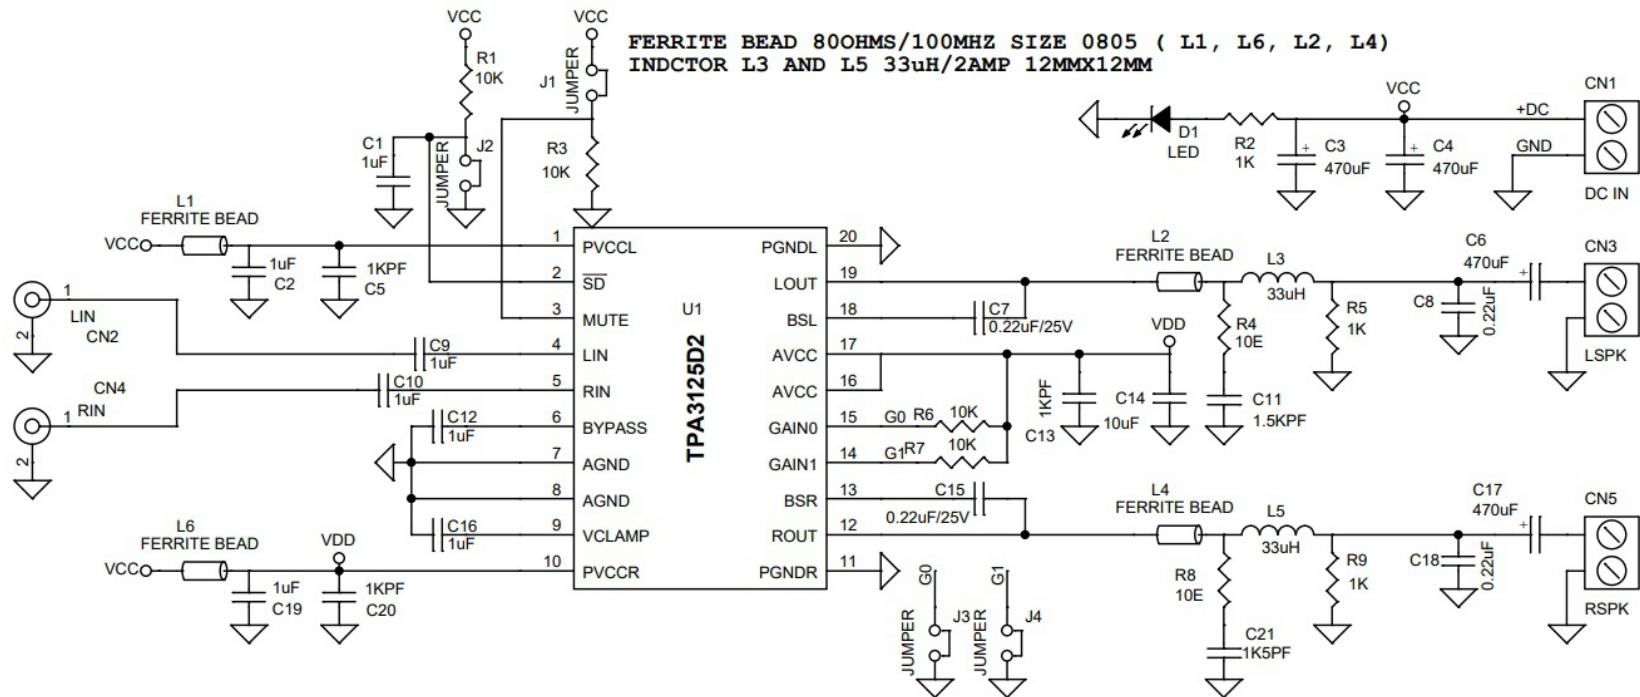 FERRITE BEAD 80OHMS/100MHZ SIZE 0805 ( L1, L6, L2, L4)
INDCTOR L3 AND L5 33uH/2AMP 12MMX12MM
VCC
R1
10K
C1
1uF
J2
JUMPER
VCC
J1
JUMPER
R3
10K
VCC
+DC
GND
CN1
DC IN
D1
LED
R2
1K
C3
470uF
C4
470uF
L1
FERRITE BEAD
VCC
1uF
C2
1KPF
C5
1
LIN
2
CN2
CN4
1
RIN
2
C9
1uF
C10
1uF
C12
1uF
C16
1uF
L6
FERRITE BEAD
VCC
VDD
1uF
C19
1KPF
C20
U1
TPA3125D2
1 PVCCL
2 SD
3 MUTE
4 LIN
5 RIN
6 BYPASS
7 AGND
8 AGND
9 VCLAMP
10 PVCCR
PGNDL 20
LOUT 19
BSL 18
AVCC 17
AVCC 16
GAIN0 15
GAIN1 14
BSR 13
ROUT 12
PGNDR 11
C7
0.22uF/25V
VDD
G0 R6 10K
G1 R7 10K
1KPF
C13
C14
10uF
C15
0.22uF/25V
L2
FERRITE BEAD
L3
33uH
R4
10E
C11
1.5KPF
R5
1K
C6
470uF
C8
0.22uF
CN3
LSPK
L4
FERRITE BEAD
L5
33uH
R8
10E
C21
1K5PF
R9
1K
C17
470uF
C18
0.22uF
CN5
RSPK
G0
J3
JUMPER
G1
J4
JUMPER